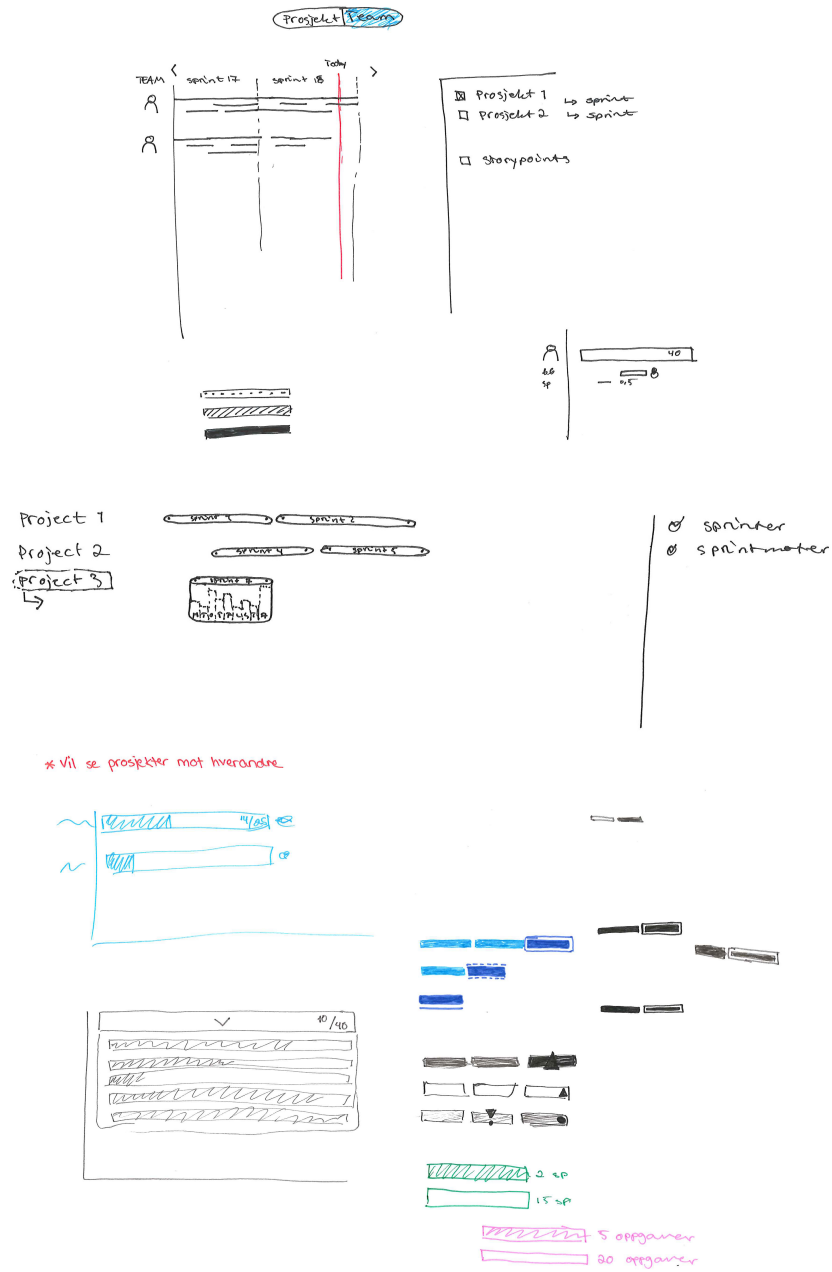 Prosjekt Team
Today
TEAM sprint 17 sprint 18
Prosjekt 1 ↳ sprint
Prosjekt 2 ↳ sprint
storypoints
40
sp 0,5
Project 1 sprint 1 sprint 2
Project 2 sprint 4 sprint 5
Project 3
sprinter
sprintmøter
* Vil se prosjekter mot hverandre
10/40
2 sp
15 sp
5 oppgaver
20 oppgaver